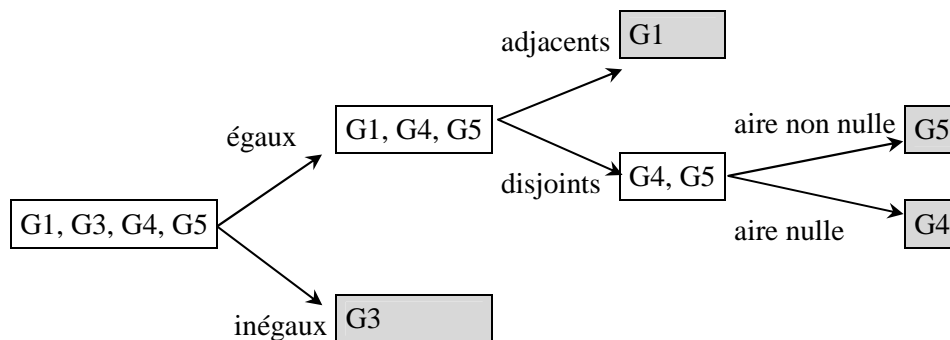 adjacents
G1
égaux
G1, G4, G5
aire non nulle
G5
disjoints
G4, G5
G1, G3, G4, G5
aire nulle
G4
inégaux
G3